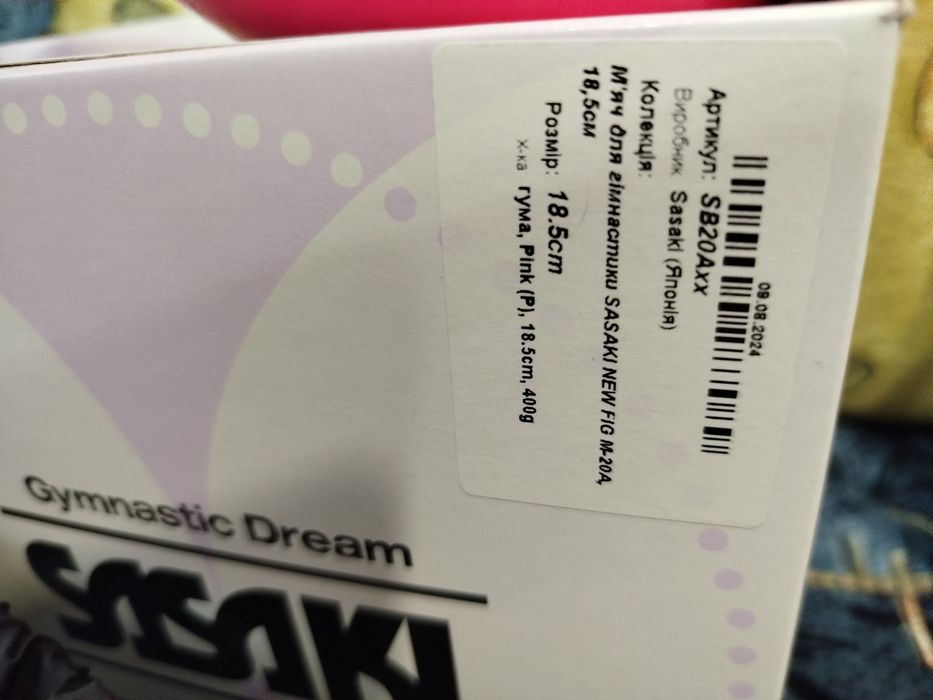 09.08.2024
Артикул: SB20Axx
Виробник Sasaki (Японія)
Колекція:
М'яч для гімнастики SASAKI NEW FIG M-20A,
18,5см
Розмір: 18.5cm
х-ка гума, Pink (P), 18.5cm, 400g
Gymnastic Dream
SASAKI